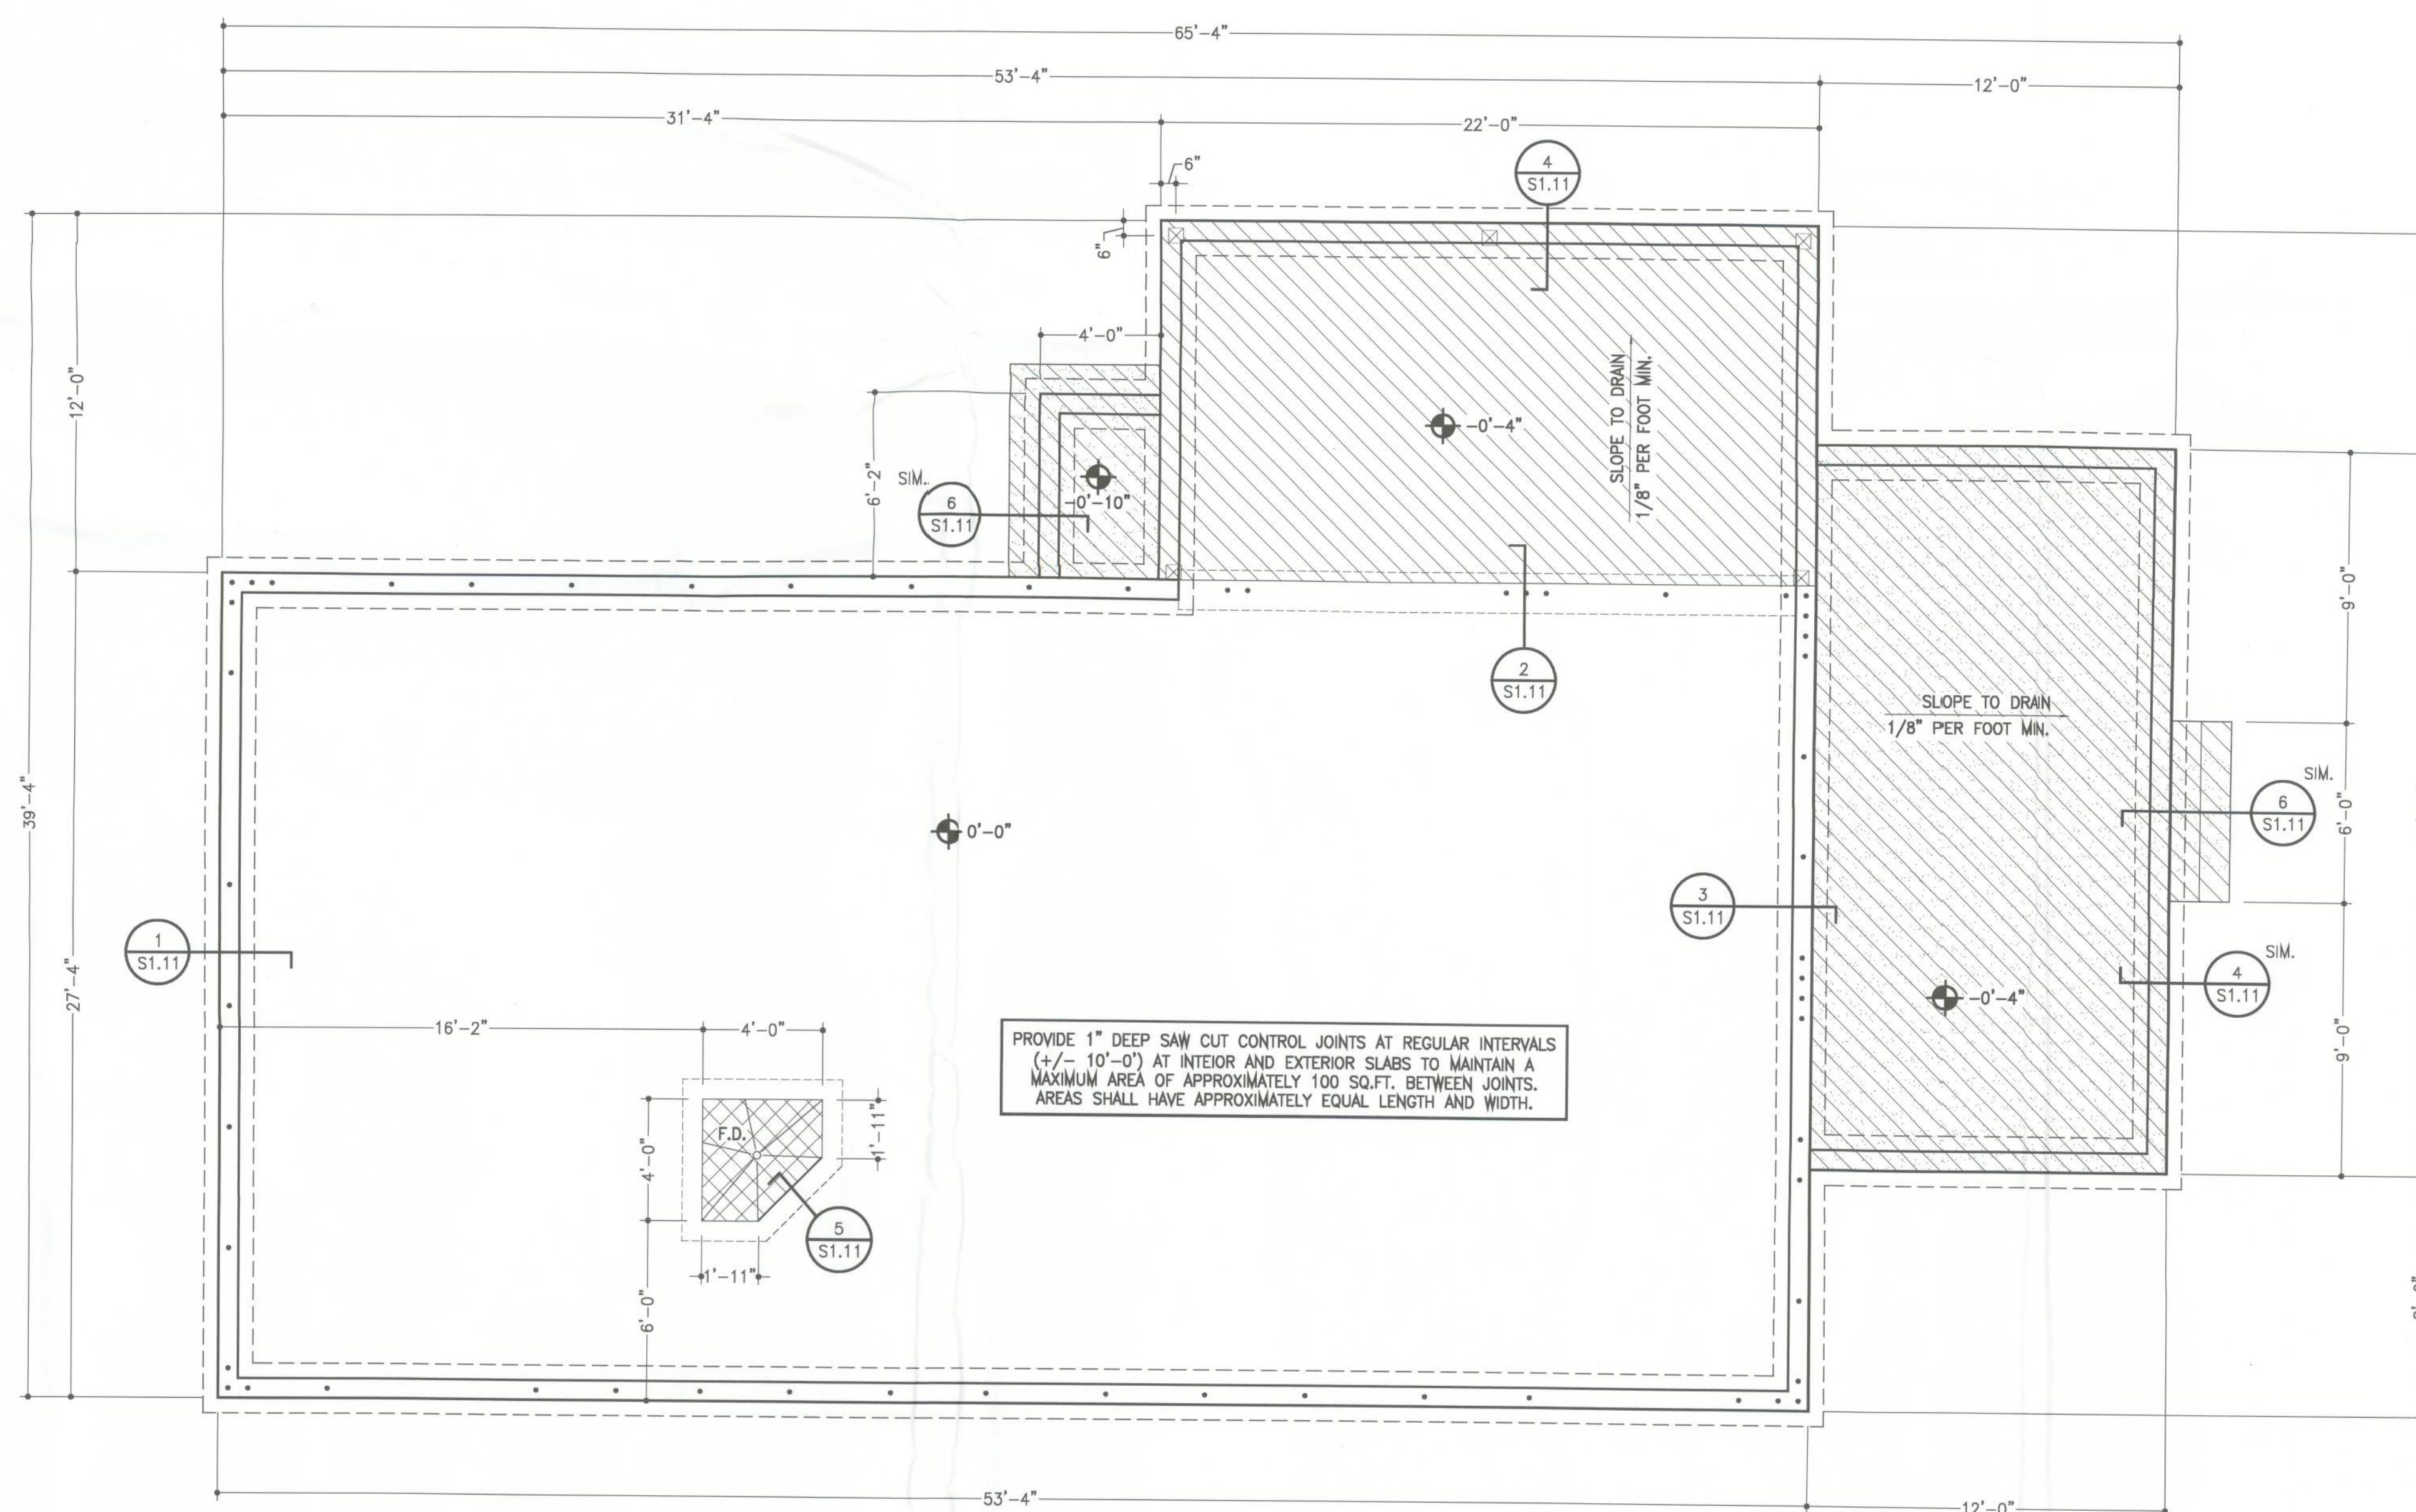 65'-4"
53'-4"
12'-0"
31'-4"
22'-0"
6"
4
S1.11
6"
4'-0"
12'-0"
SLOPE TO DRAIN
1/8" PER FOOT MIN.
-0'-4"
6'-2"
SIM.
6
S1.11
-0'-10"
9'-0"
2
S1.11
SLOPE TO DRAIN
1/8" PER FOOT MIN.
39'-4"
SIM.
6
S1.11
6'-0"
0'-0"
3
S1.11
1
S1.11
27'-4"
SIM.
4
S1.11
-0'-4"
16'-2"
4'-0"
9'-0"
PROVIDE 1" DEEP SAW CUT CONTROL JOINTS AT REGULAR INTERVALS
(+/- 10'-0') AT INTEIOR AND EXTERIOR SLABS TO MAINTAIN A
MAXIMUM AREA OF APPROXIMATELY 100 SQ.FT. BETWEEN JOINTS.
AREAS SHALL HAVE APPROXIMATELY EQUAL LENGTH AND WIDTH.
F.D.
1'-11"
4'-0"
5
S1.11
1'-11"
6'-0"
53'-4"
12'-0"